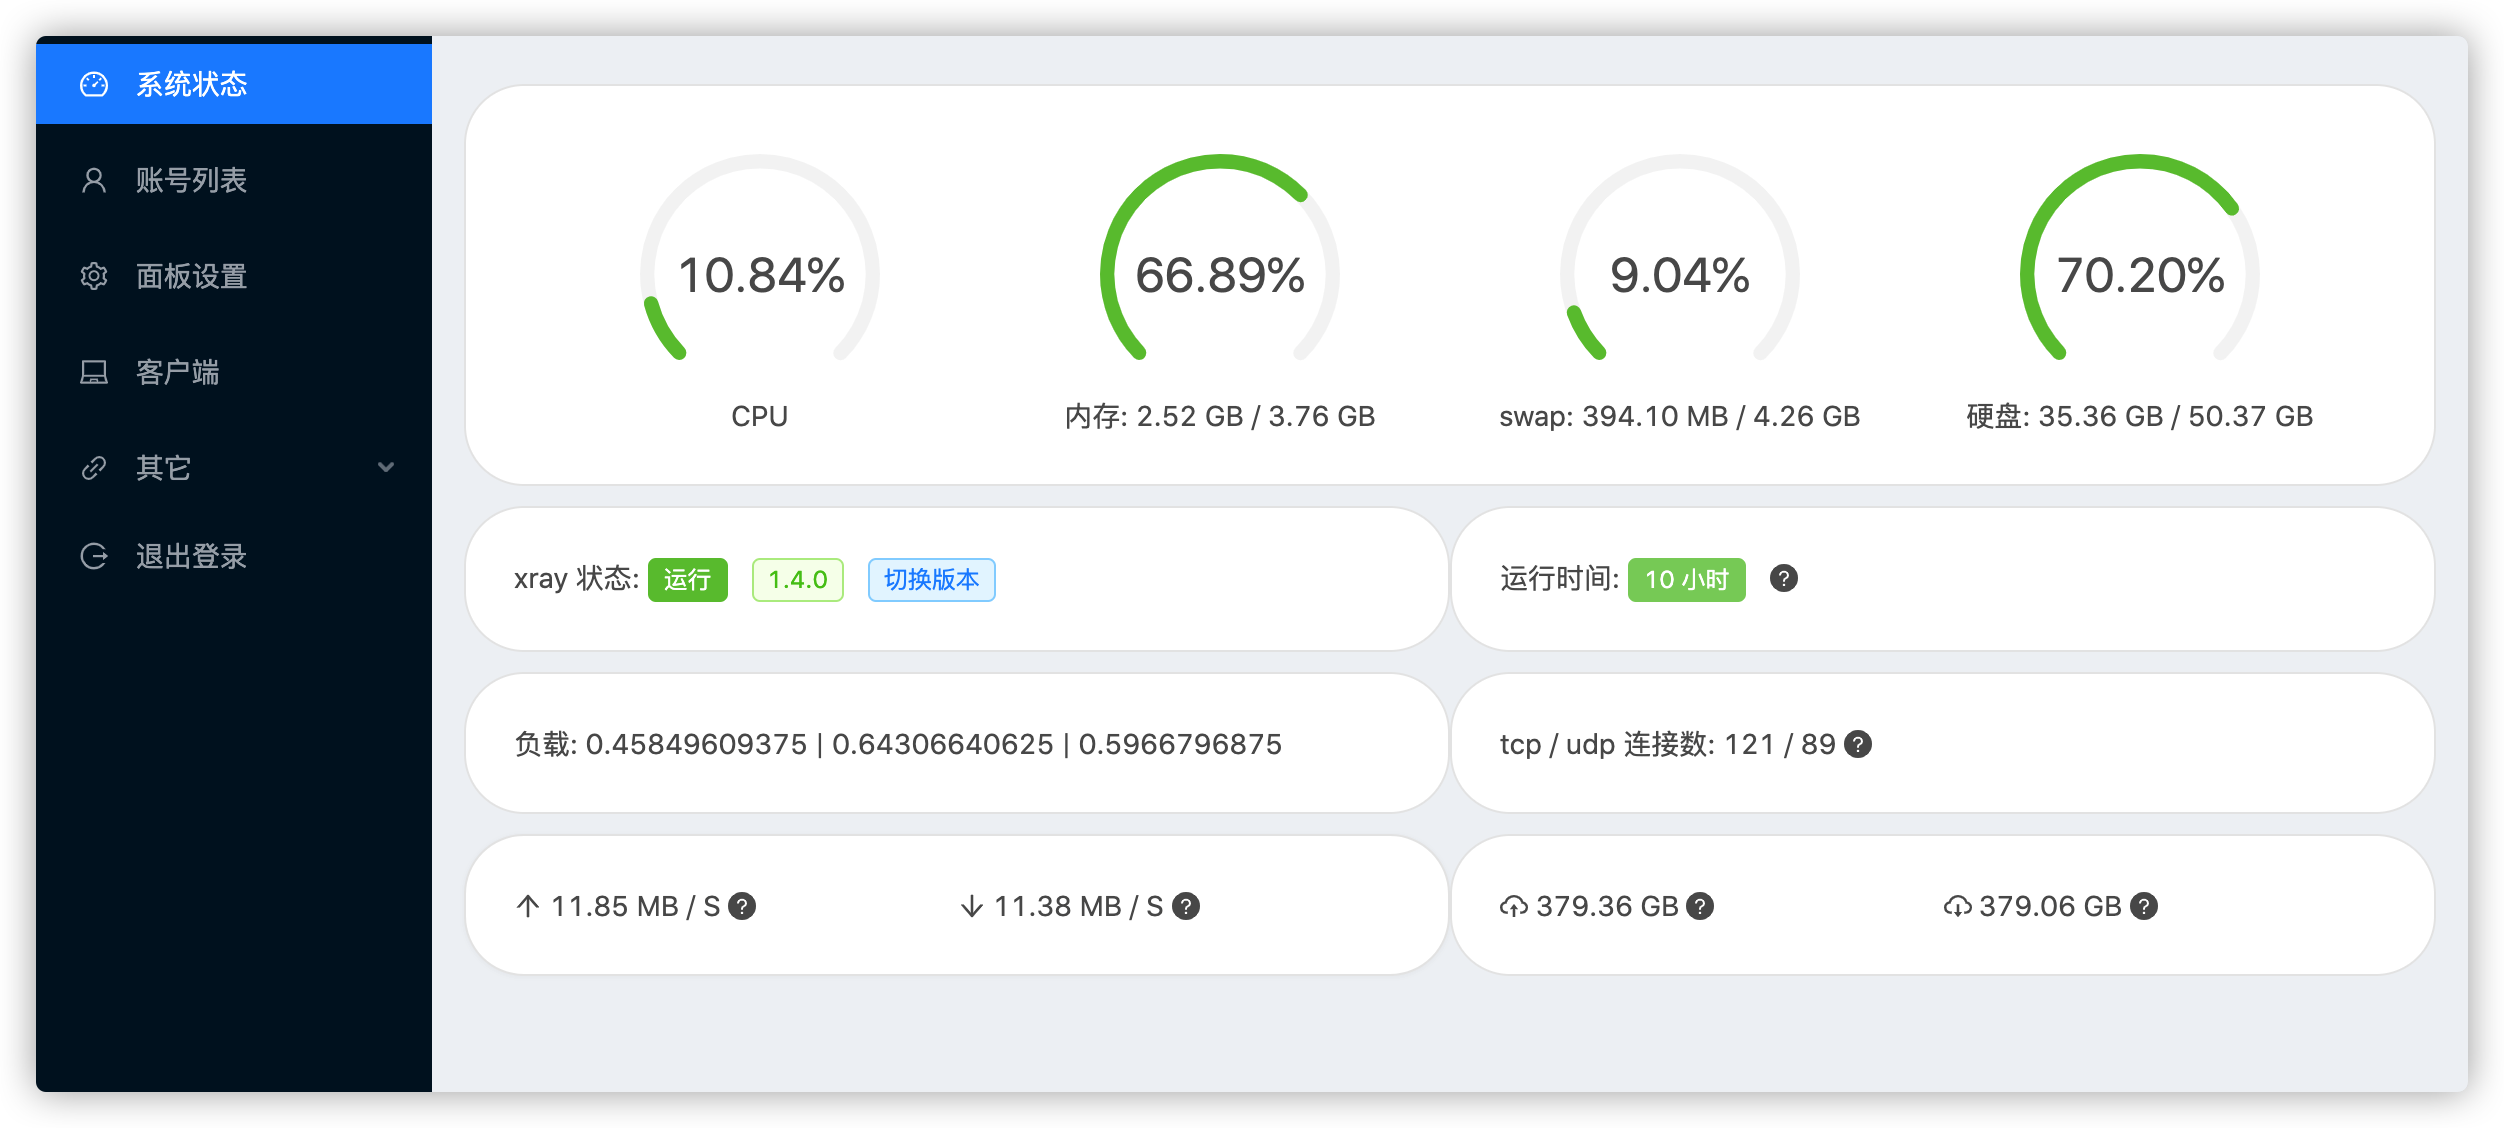 系统状态
账号列表
面板设置
客户端
其它
退出登录
10.84%
66.89%
9.04%
70.20%
CPU
内存: 2.52 GB / 3.76 GB
swap: 394.10 MB / 4.26 GB
硬盘: 35.36 GB / 50.37 GB
xray 状态: 运行 1.4.0 切换版本
运行时间: 10 小时 ?
负载: 0.45849609375 | 0.64306640625 | 0.5966796875
tcp / udp 连接数: 121 / 89 ?
11.85 MB / S ?
11.38 MB / S ?
379.36 GB ?
379.06 GB ?